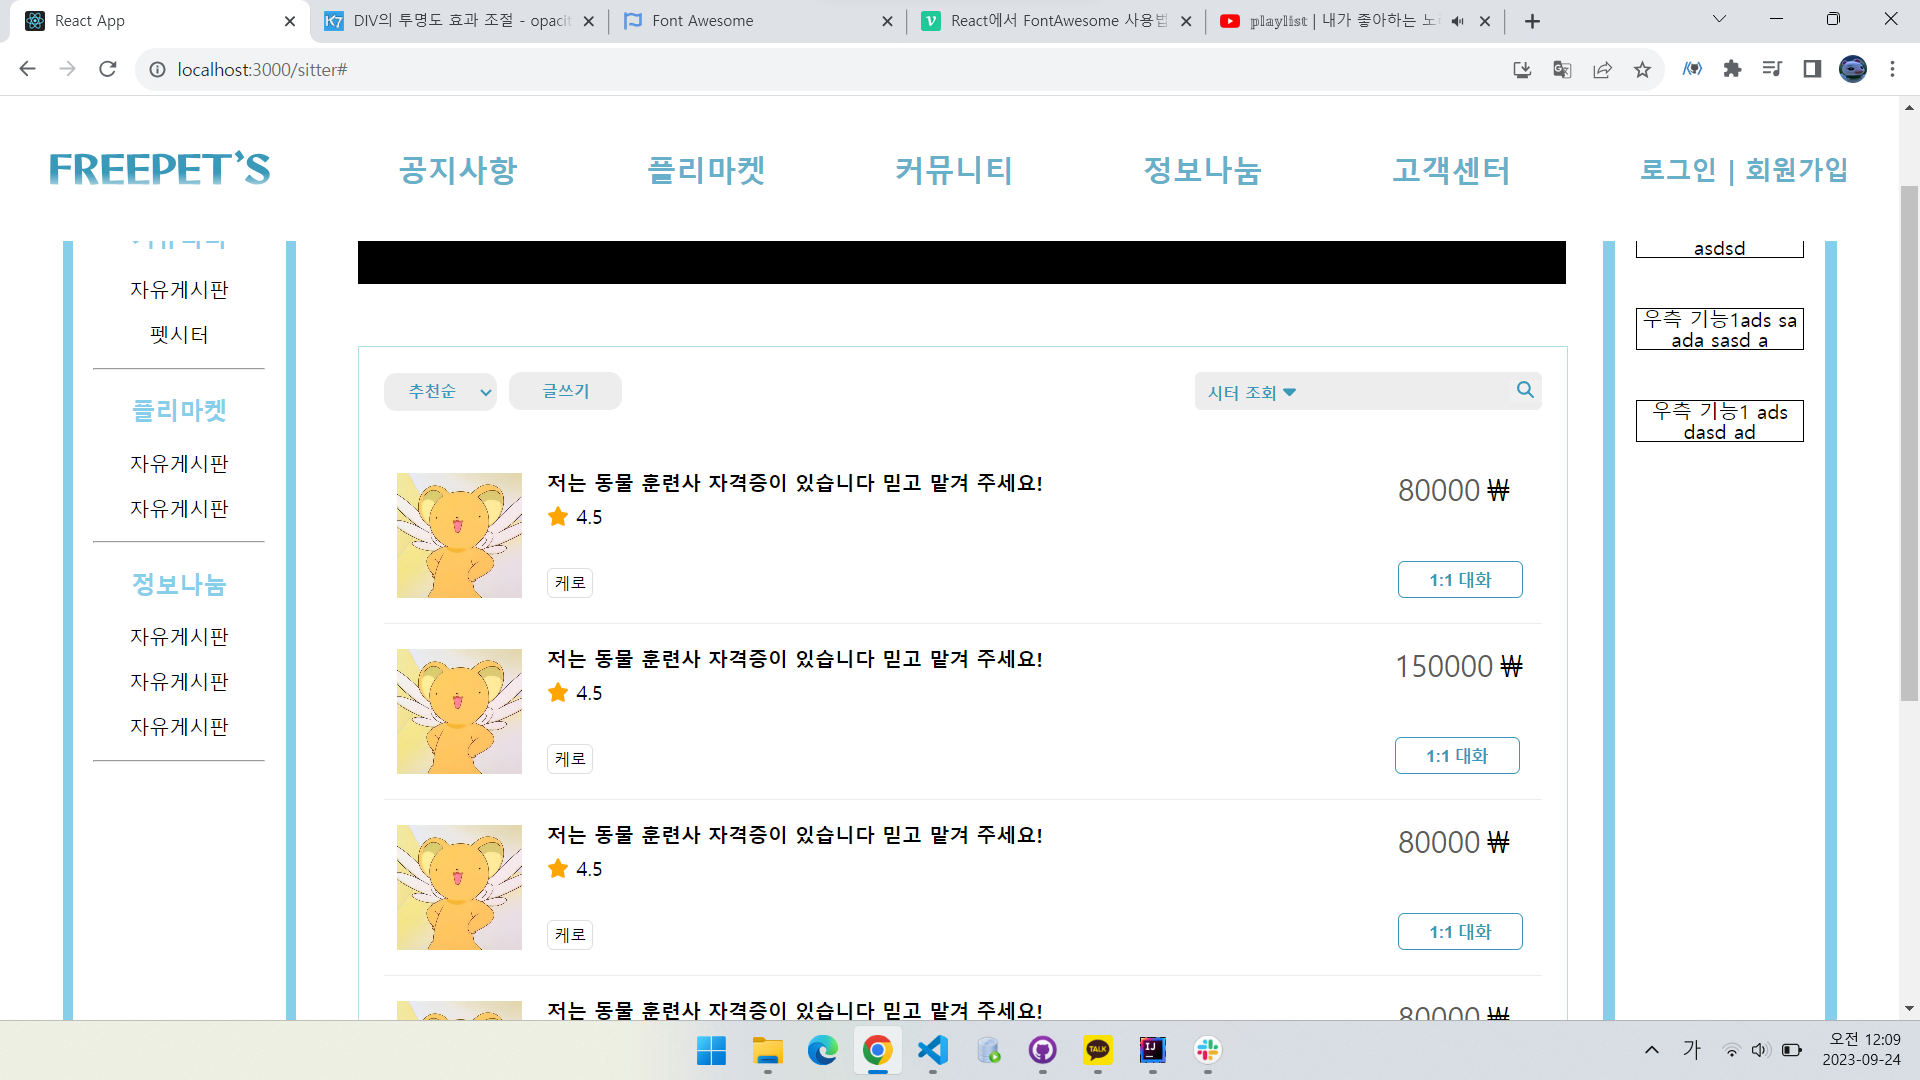 React App
DIV의 투명도 효과 조절 - opacit
Font Awesome
React에서 FontAwesome 사용법
playlist | 내가 좋아하는 노
localhost:3000/sitter#
FREEPET'S
공지사항
플리마켓
커뮤니티
정보나눔
고객센터
로그인 | 회원가입
자유게시판
펫시터
플리마켓
자유게시판
자유게시판
정보나눔
자유게시판
자유게시판
자유게시판
추천순
글쓰기
시터 조회
저는 동물 훈련사 자격증이 있습니다 믿고 맡겨 주세요!
4.5
케로
80000 ₩
1:1 대화
저는 동물 훈련사 자격증이 있습니다 믿고 맡겨 주세요!
4.5
케로
150000 ₩
1:1 대화
저는 동물 훈련사 자격증이 있습니다 믿고 맡겨 주세요!
4.5
케로
80000 ₩
1:1 대화
저는 동물 훈련사 자격증이 있습니다 믿고 맡겨 주세요!
80000 ₩
asdsd
우측 기능1ads sa
ada sasd a
우측 기능1 ads
dasd ad
TALK
IJ
가
오전 12:09
2023-09-24